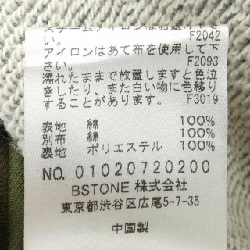 F2042
アイロンはあて布を使用して下
さい。 F2093
濡れたままで放置しますと色泣
きしたり、また白い物に色移り
することがあります。 F3019
表地 綿 100%
別布 綿 100%
裏地 ポリエステル 100%
NO. 01020720200
BSTONE 株式会社
東京都渋谷区広尾5-7-35
中国製